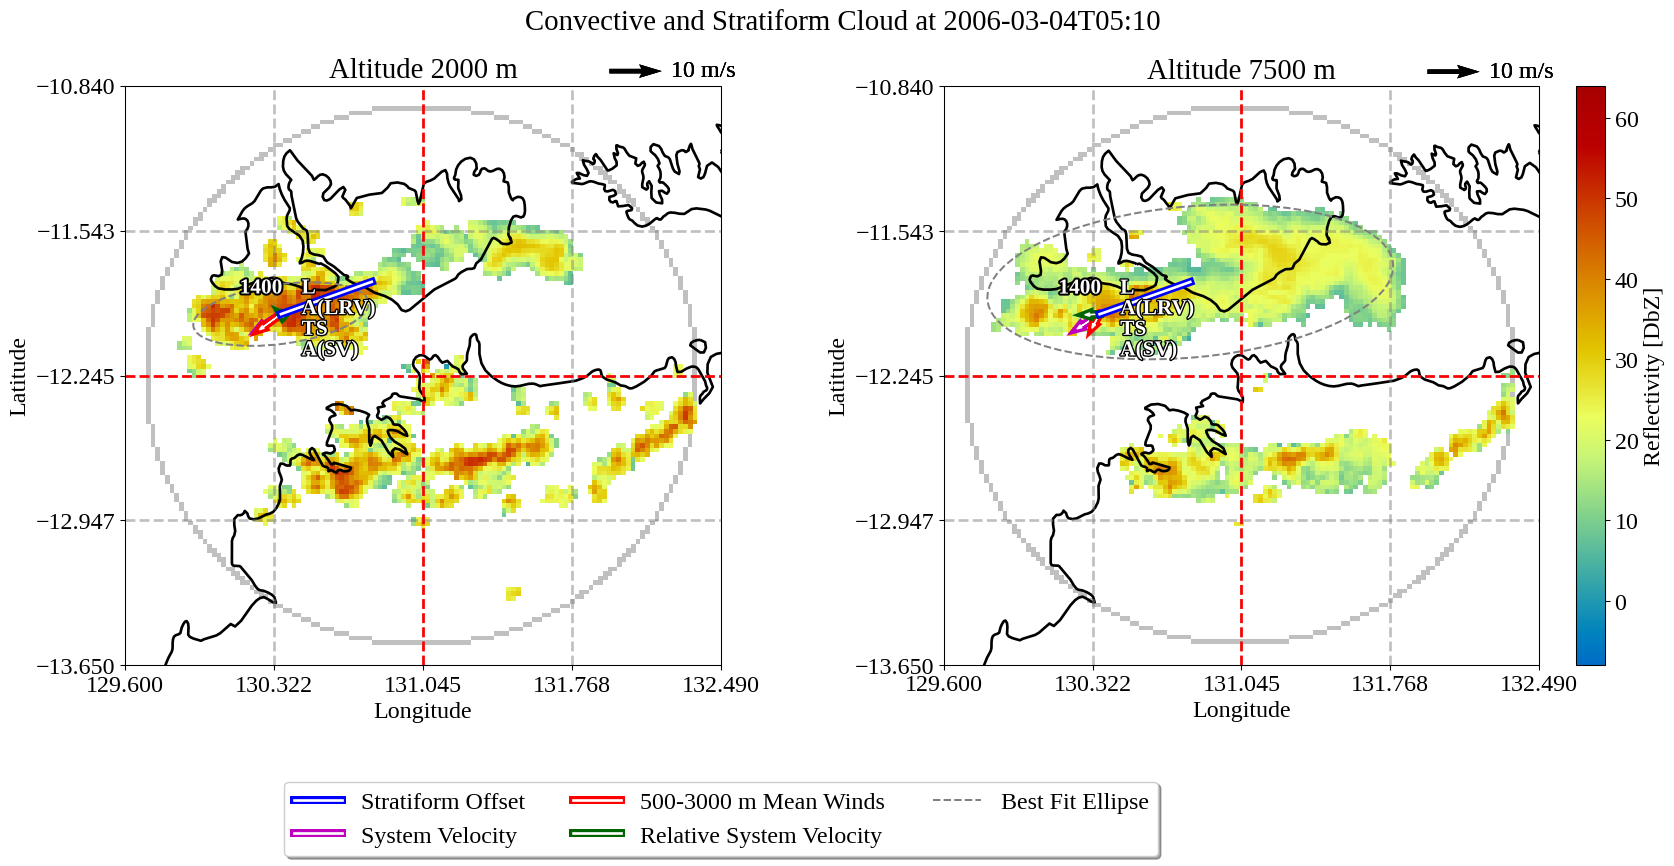 Convective and Stratiform Cloud at 2006-03-04T05:10
Altitude 2000 m
10 m/s
−10.840
−11.543
−12.245
−12.947
−13.650
Latitude
1400
L
A(LRV)
TS
A(SV)
129.600
130.322
131.045
131.768
132.490
Longitude
Altitude 7500 m
10 m/s
−10.840
−11.543
−12.245
−12.947
−13.650
Latitude
1400
L
A(LRV)
TS
A(SV)
129.600
130.322
131.045
131.768
132.490
Longitude
60
50
40
30
20
10
0
Reflectivity [DbZ]
Stratiform Offset
System Velocity
500-3000 m Mean Winds
Relative System Velocity
Best Fit Ellipse